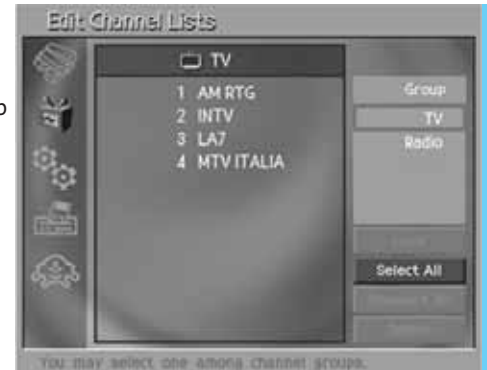 Edit Channel Lists
TV
1 AM RTG
2 INTV
3 LA7
4 MTV ITALIA
Group
TV
Radio
Select All
You may select one among channel groups.